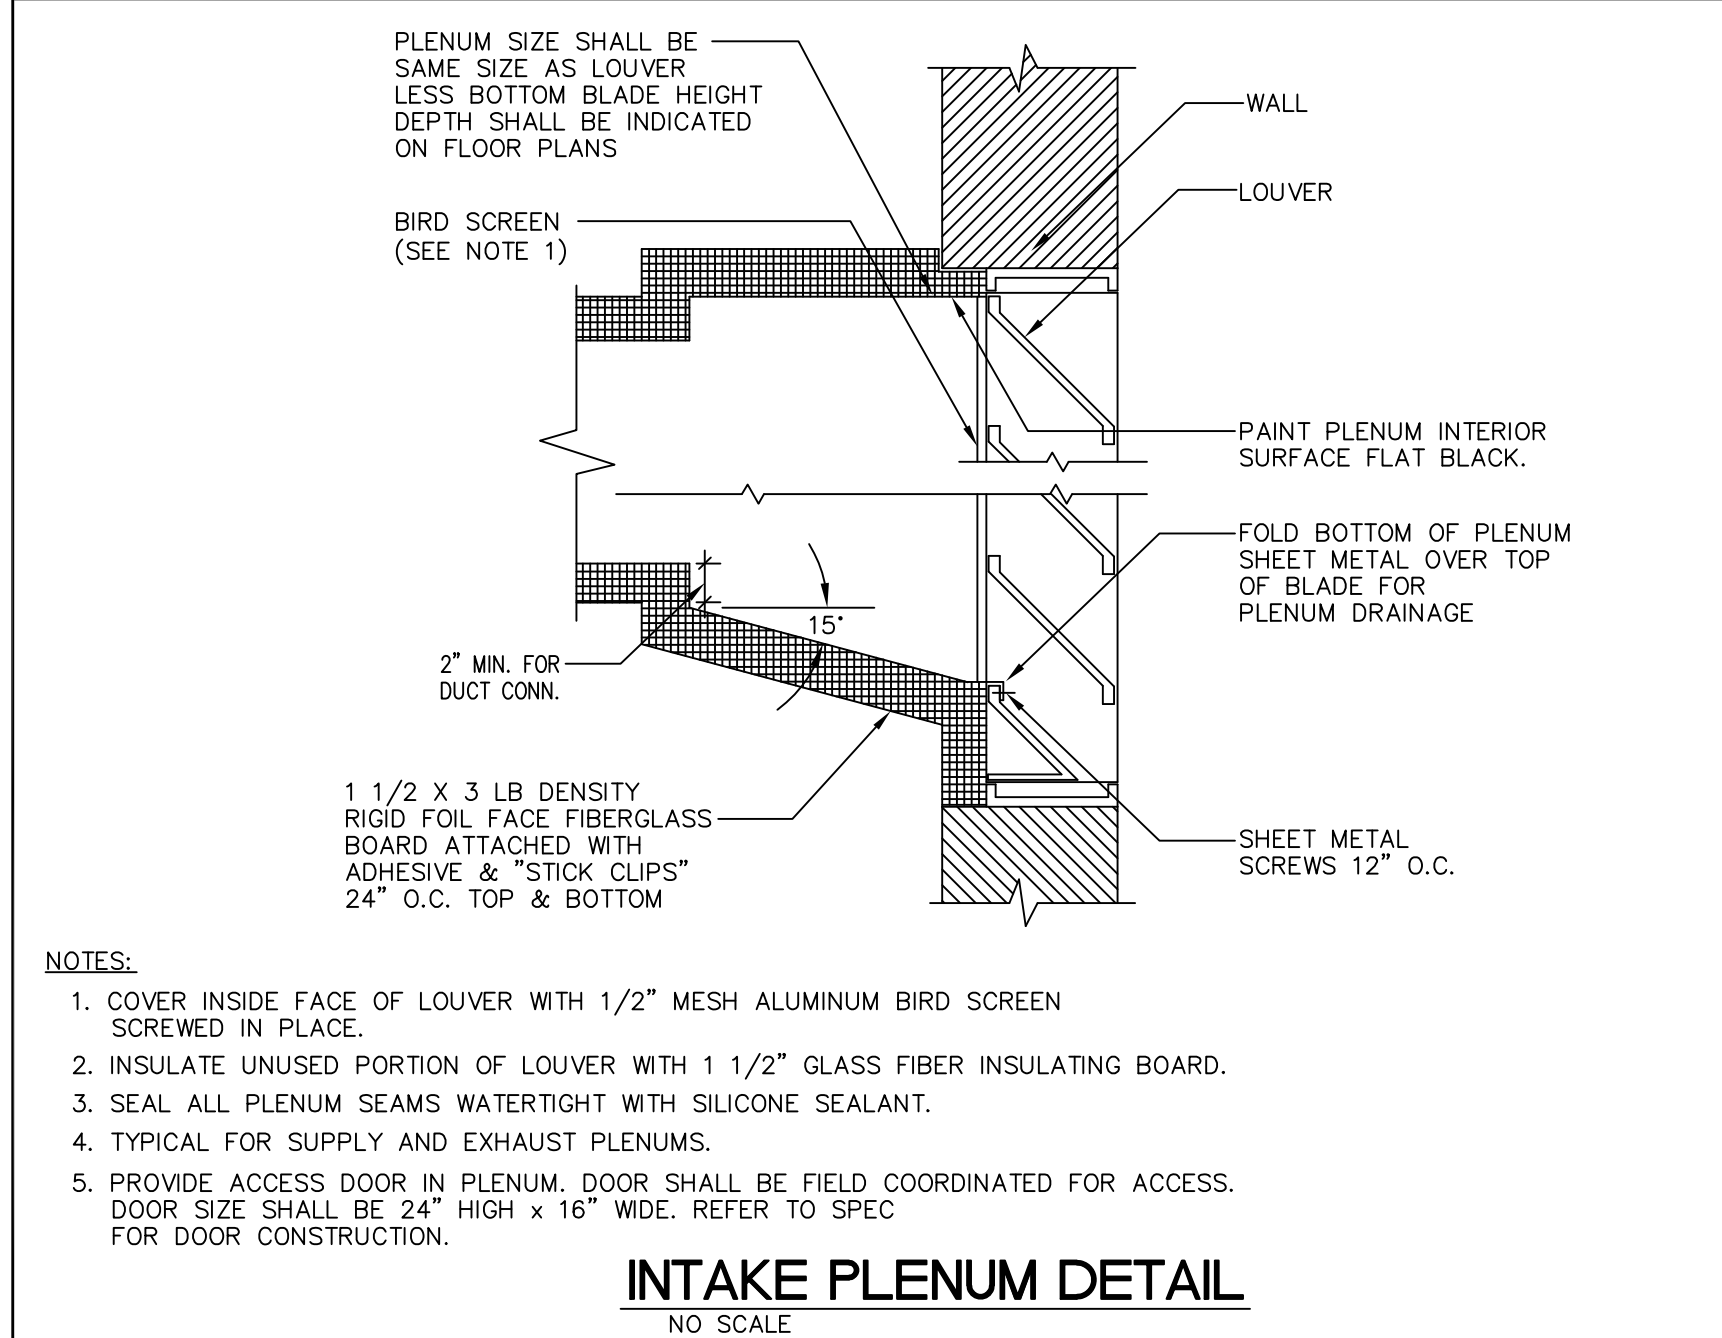 PLENUM SIZE SHALL BE
SAME SIZE AS LOUVER
LESS BOTTOM BLADE HEIGHT
DEPTH SHALL BE INDICATED
ON FLOOR PLANS
WALL
LOUVER
BIRD SCREEN
(SEE NOTE 1)
PAINT PLENUM INTERIOR
SURFACE FLAT BLACK.
FOLD BOTTOM OF PLENUM
SHEET METAL OVER TOP
OF BLADE FOR
PLENUM DRAINAGE
15°
2" MIN. FOR
DUCT CONN.
1 1/2 X 3 LB DENSITY
RIGID FOIL FACE FIBERGLASS
BOARD ATTACHED WITH
ADHESIVE & "STICK CLIPS"
24" O.C. TOP & BOTTOM
SHEET METAL
SCREWS 12" O.C.
NOTES:
1. COVER INSIDE FACE OF LOUVER WITH 1/2" MESH ALUMINUM BIRD SCREEN
SCREWED IN PLACE.
2. INSULATE UNUSED PORTION OF LOUVER WITH 1 1/2" GLASS FIBER INSULATING BOARD.
3. SEAL ALL PLENUM SEAMS WATERTIGHT WITH SILICONE SEALANT.
4. TYPICAL FOR SUPPLY AND EXHAUST PLENUMS.
5. PROVIDE ACCESS DOOR IN PLENUM. DOOR SHALL BE FIELD COORDINATED FOR ACCESS.
DOOR SIZE SHALL BE 24" HIGH x 16" WIDE. REFER TO SPEC
FOR DOOR CONSTRUCTION.
INTAKE PLENUM DETAIL
NO SCALE